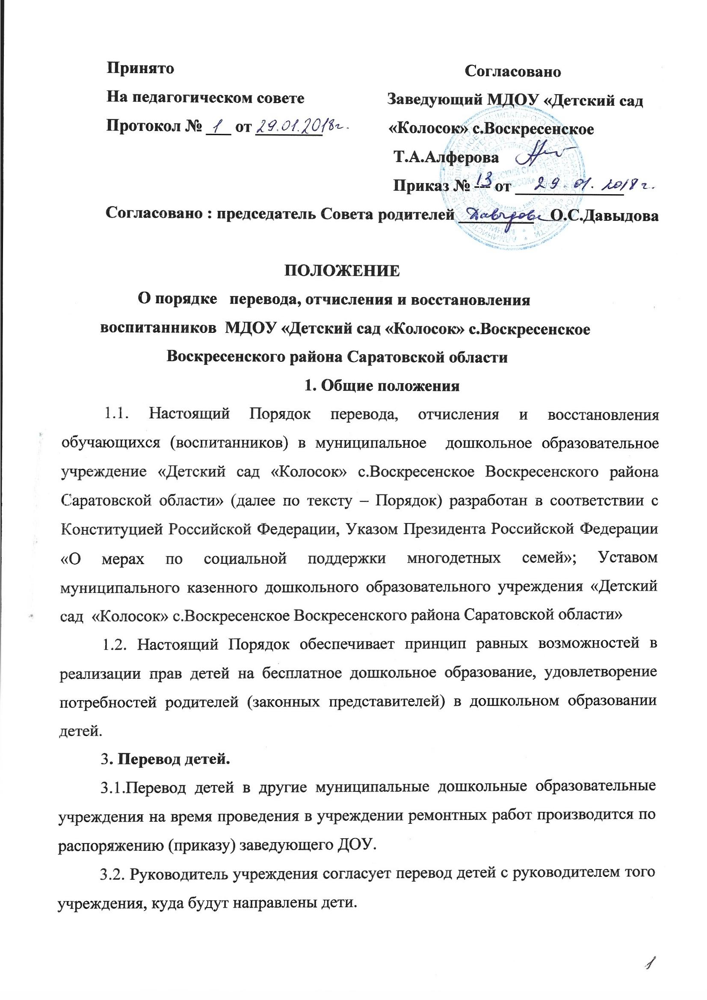 Принято
На педагогическом совете
Протокол № 1 от 29.01.2018г.
Согласовано
Заведующий МДОУ «Детский сад
«Колосок» с.Воскресенское
Т.А.Алферова
Приказ № 13 от 29.01.2018г.
Согласовано : председатель Совета родителей Давыдова О.С.Давыдова
ПОЛОЖЕНИЕ
О порядке перевода, отчисления и восстановления
воспитанников МДОУ «Детский сад «Колосок» с.Воскресенское
Воскресенского района Саратовской области
1. Общие положения
1.1. Настоящий Порядок перевода, отчисления и восстановления
обучающихся (воспитанников) в муниципальное дошкольное образовательное
учреждение «Детский сад «Колосок» с.Воскресенское Воскресенского района
Саратовской области» (далее по тексту – Порядок) разработан в соответствии с
Конституцией Российской Федерации, Указом Президента Российской Федерации
«О мерах по социальной поддержки многодетных семей»; Уставом
муниципального казенного дошкольного образовательного учреждения «Детский
сад «Колосок» с.Воскресенское Воскресенского района Саратовской области»
1.2. Настоящий Порядок обеспечивает принцип равных возможностей в
реализации прав детей на бесплатное дошкольное образование, удовлетворение
потребностей родителей (законных представителей) в дошкольном образовании
детей.
3. Перевод детей.
3.1.Перевод детей в другие муниципальные дошкольные образовательные
учреждения на время проведения в учреждении ремонтных работ производится по
распоряжению (приказу) заведующего ДОУ.
3.2. Руководитель учреждения согласует перевод детей с руководителем того
учреждения, куда будут направлены дети.
1